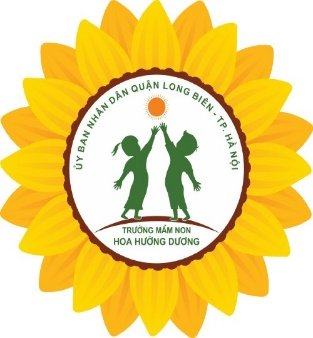 ỦY BAN NHÂN DÂN QUẬN LONG BIÊN - TP. HÀ NỘI
TRƯỜNG MẦM NON
HOA HƯỚNG DƯƠNG